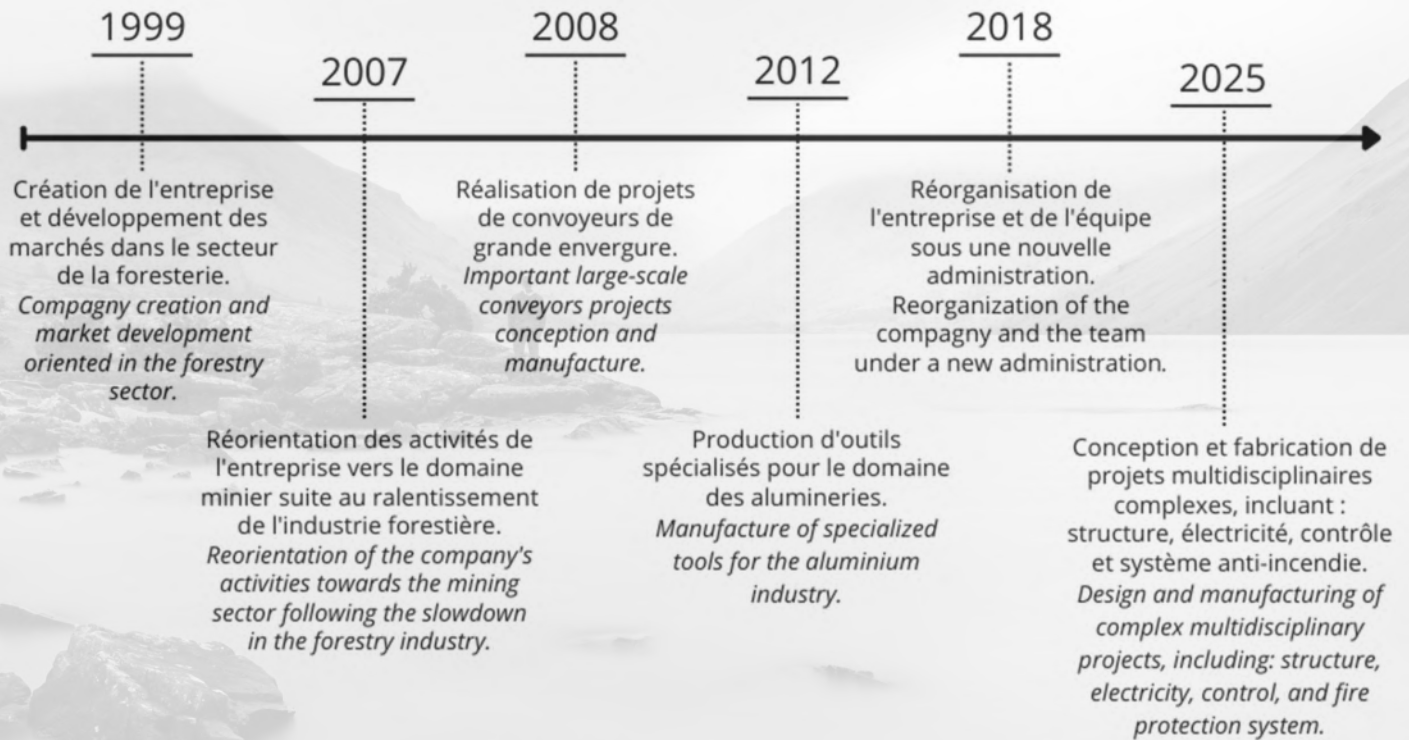 1999
Création de l'entreprise
et développement des
marchés dans le secteur
de la foresterie.
Compagny creation and
market development
oriented in the forestry
sector.
2007
Réorientation des activités de
l'entreprise vers le domaine
minier suite au ralentissement
de l'industrie forestière.
Reorientation of the company's
activities towards the mining
sector following the slowdown
in the forestry industry.
2008
Réalisation de projets
de convoyeurs de
grande envergure.
Important large-scale
conveyors projects
conception and
manufacture.
2012
Production d'outils
spécialisés pour le domaine
des alumineries.
Manufacture of specialized
tools for the aluminium
industry.
2018
Réorganisation de
l'entreprise et de l'équipe
sous une nouvelle
administration.
Reorganization of the
compagny and the team
under a new administration.
2025
Conception et fabrication de
projets multidisciplinaires
complexes, incluant :
structure, électricité, contrôle
et système anti-incendie.
Design and manufacturing of
complex multidisciplinary
projects, including: structure,
electricity, control, and fire
protection system.